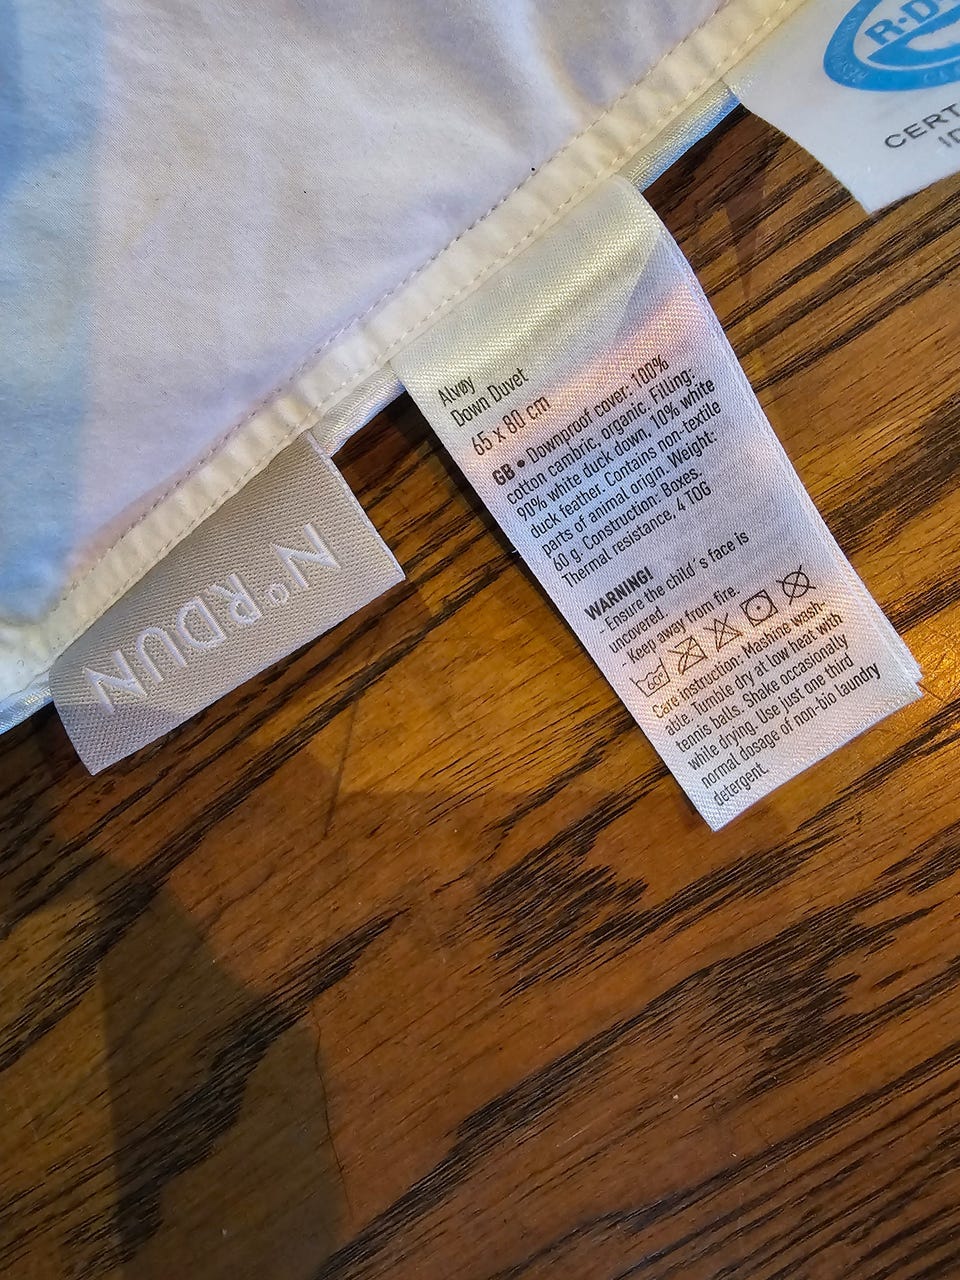 Alvøy
Down Duvet
65 x 80 cm
GB • Downproof cover: 100%
cotton cambric, organic. Filling:
90% white duck down, 10% white
duck feather. Contains non-textile
parts of animal origin. Weight:
60 g. Construction: Boxes.
Thermal resistance, 4 TOG
WARNING!
- Ensure the child´s face is
uncovered.
- Keep away from fire.
60°
Care instruction: Mashine wash-
able. Tumble dry at low heat with
tennis balls. Shake occasionally
while drying. Use just one third
normal dosage of non-bio laundry
detergent.
NORDUN
R·D
CERT